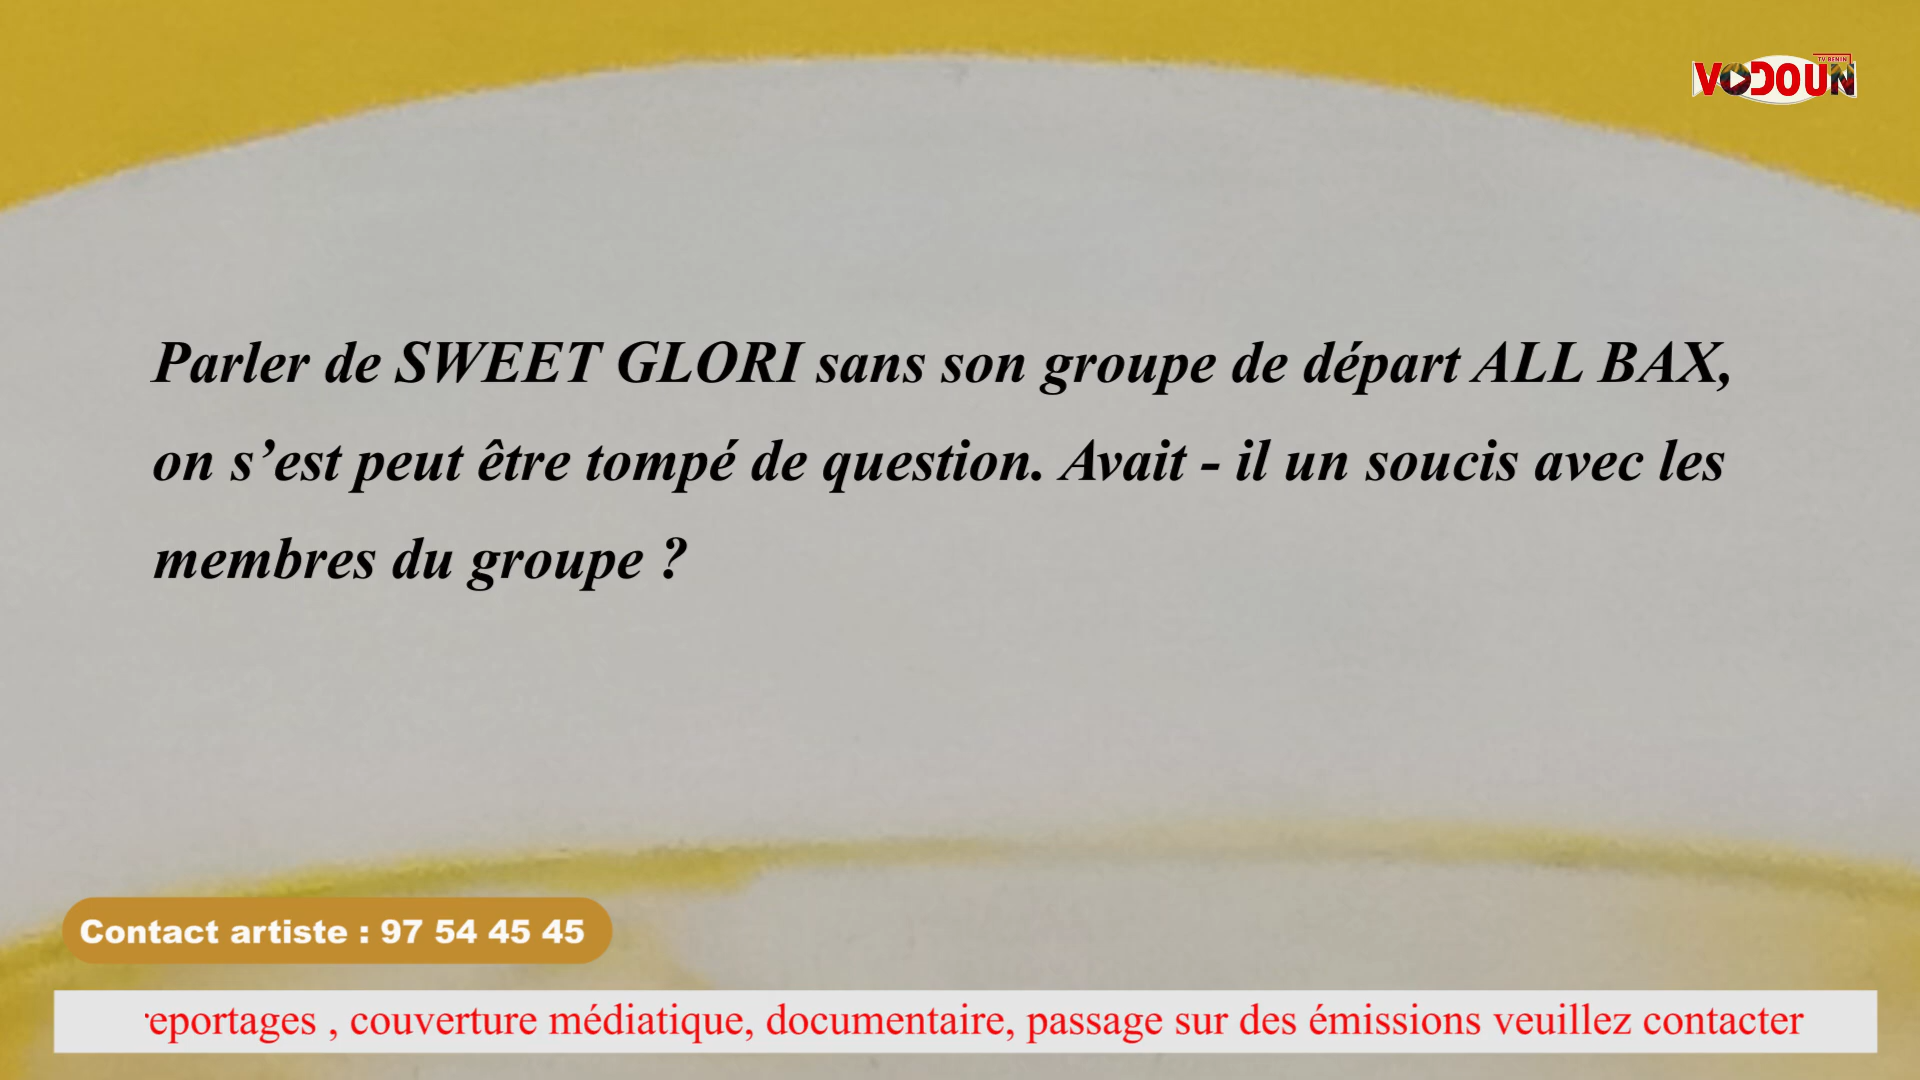 TV BENIN
VODOUN
Parler de SWEET GLORI sans son groupe de départ ALL BAX,
on s’est peut être tompé de question. Avait - il un soucis avec les
membres du groupe ?
Contact artiste : 97 54 45 45
eportages , couverture médiatique, documentaire, passage sur des émissions veuillez contacter